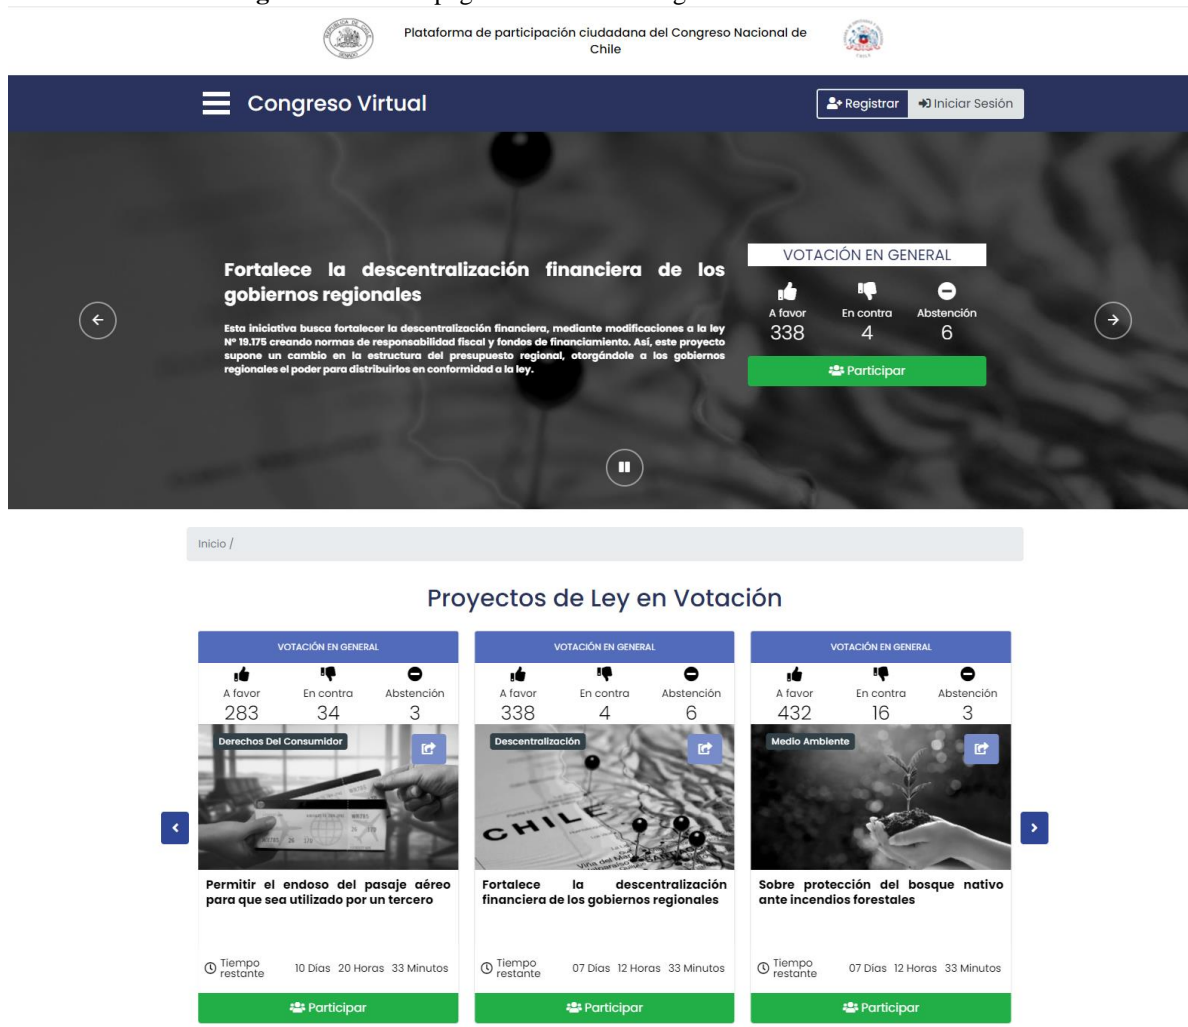 Plataforma de participación ciudadana del Congreso Nacional de
Chile
Congreso Virtual
Registrar
Iniciar Sesión
Fortalece la descentralización financiera de los
gobiernos regionales
Esta iniciativa busca fortalecer la descentralización financiera, mediante modificaciones a la ley
Nº 19.175 creando normas de responsabilidad fiscal y fondos de financiamiento. Así, este proyecto
supone un cambio en la estructura del presupuesto regional, otorgándole a los gobiernos
regionales el poder para distribuirlos en conformidad a la ley.
VOTACIÓN EN GENERAL
A favor En contra Abstención
338 4 6
Participar
Inicio /
Proyectos de Ley en Votación
VOTACIÓN EN GENERAL
A favor En contra Abstención
283 34 3
Derechos Del Consumidor
Permitir el endoso del pasaje aéreo
para que sea utilizado por un tercero
Tiempo
restante
10 Días 20 Horas 33 Minutos
Participar
VOTACIÓN EN GENERAL
A favor En contra Abstención
338 4 6
Descentralización
CHILE
Fortalece la descentralización
financiera de los gobiernos regionales
Tiempo
restante
07 Días 12 Horas 33 Minutos
Participar
VOTACIÓN EN GENERAL
A favor En contra Abstención
432 16 3
Medio Ambiente
Sobre protección del bosque nativo
ante incendios forestales
Tiempo
restante
07 Días 12 Horas 33 Minutos
Participar